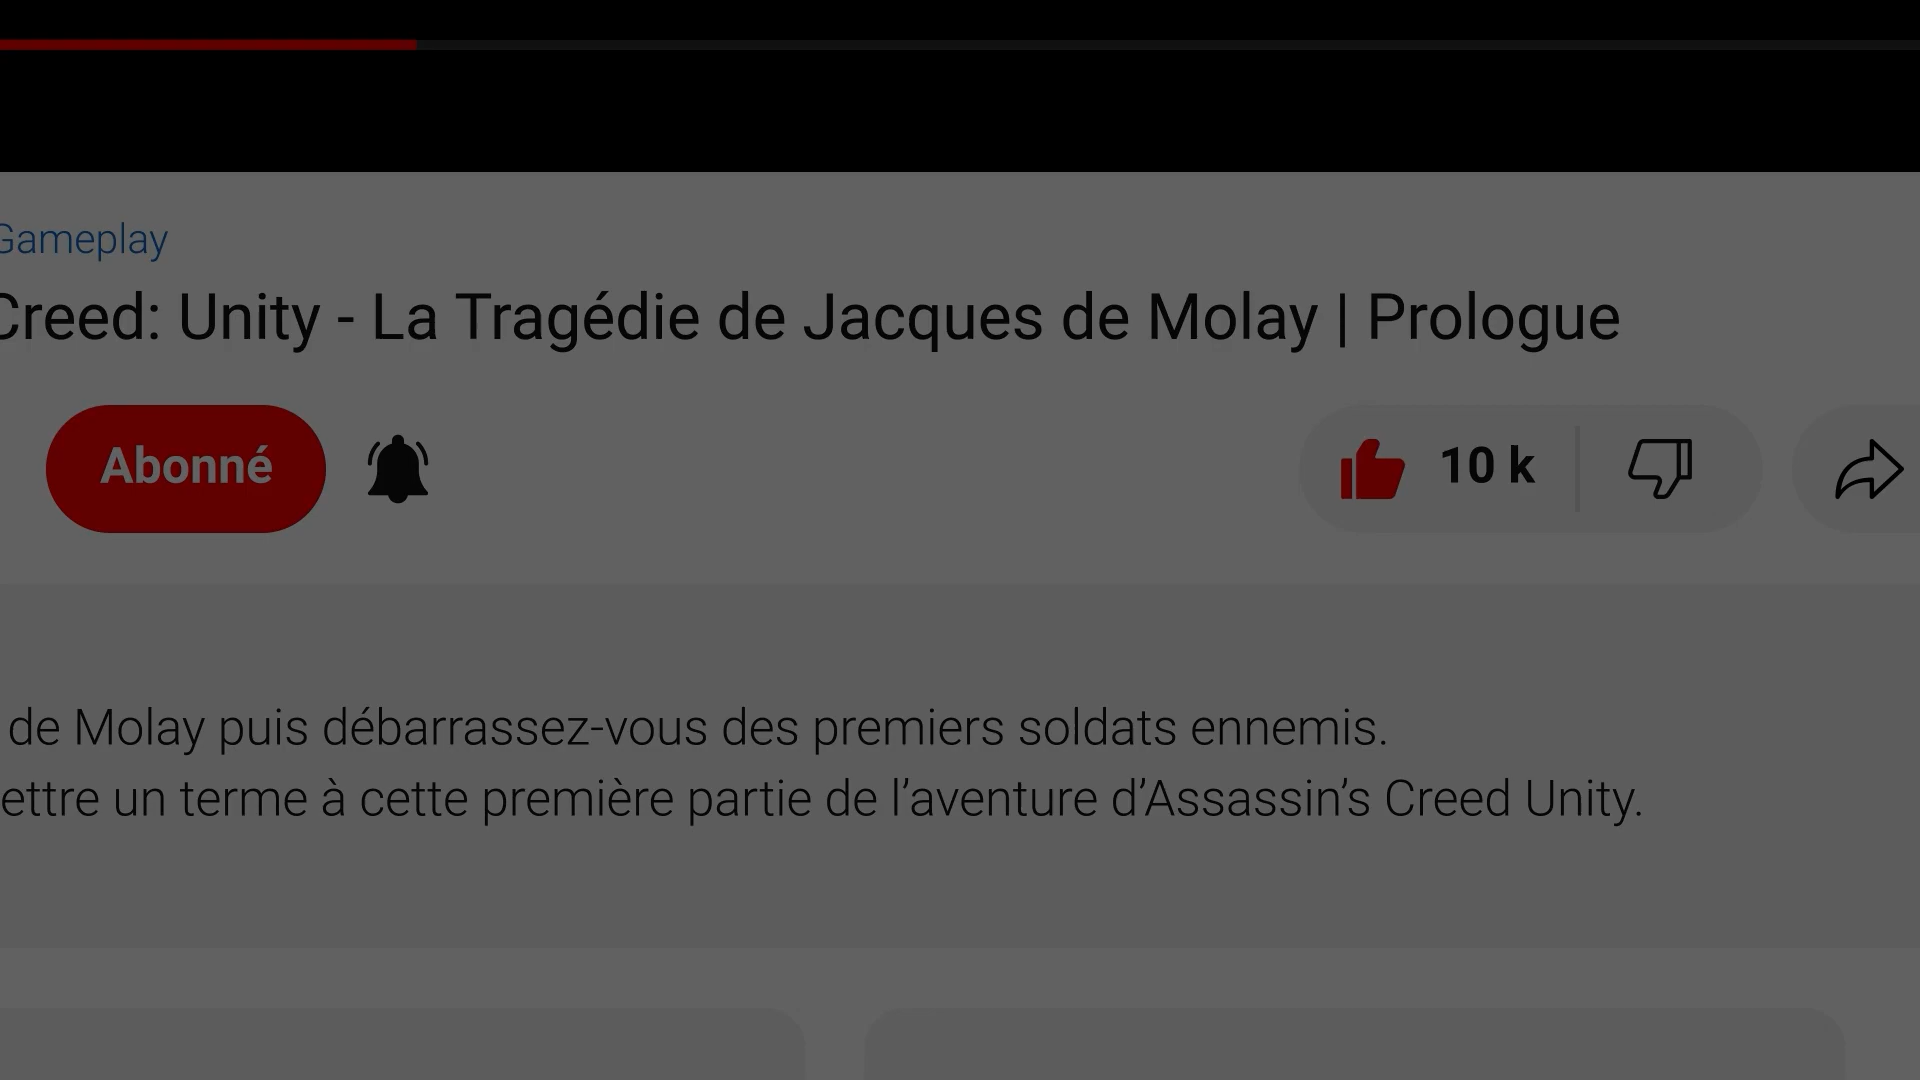 Gameplay
Creed: Unity - La Tragédie de Jacques de Molay | Prologue
Abonné
10 k
de Molay puis débarrassez-vous des premiers soldats ennemis.
ettre un terme à cette première partie de l’aventure d’Assassin’s Creed Unity.